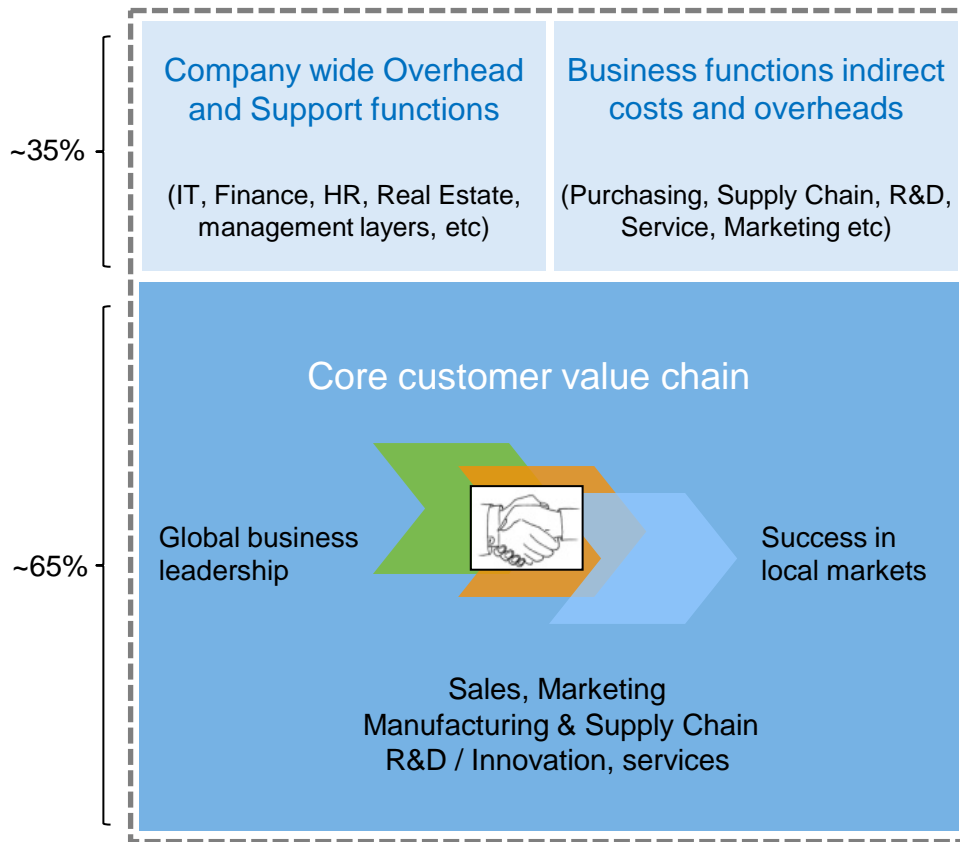 Company wide Overhead
and Support functions
(IT, Finance, HR, Real Estate,
management layers, etc)
Business functions indirect
costs and overheads
(Purchasing, Supply Chain, R&D,
Service, Marketing etc)
~35%
Core customer value chain
Global business
leadership
Success in
local markets
~65%
Sales, Marketing
Manufacturing & Supply Chain
R&D / Innovation, services